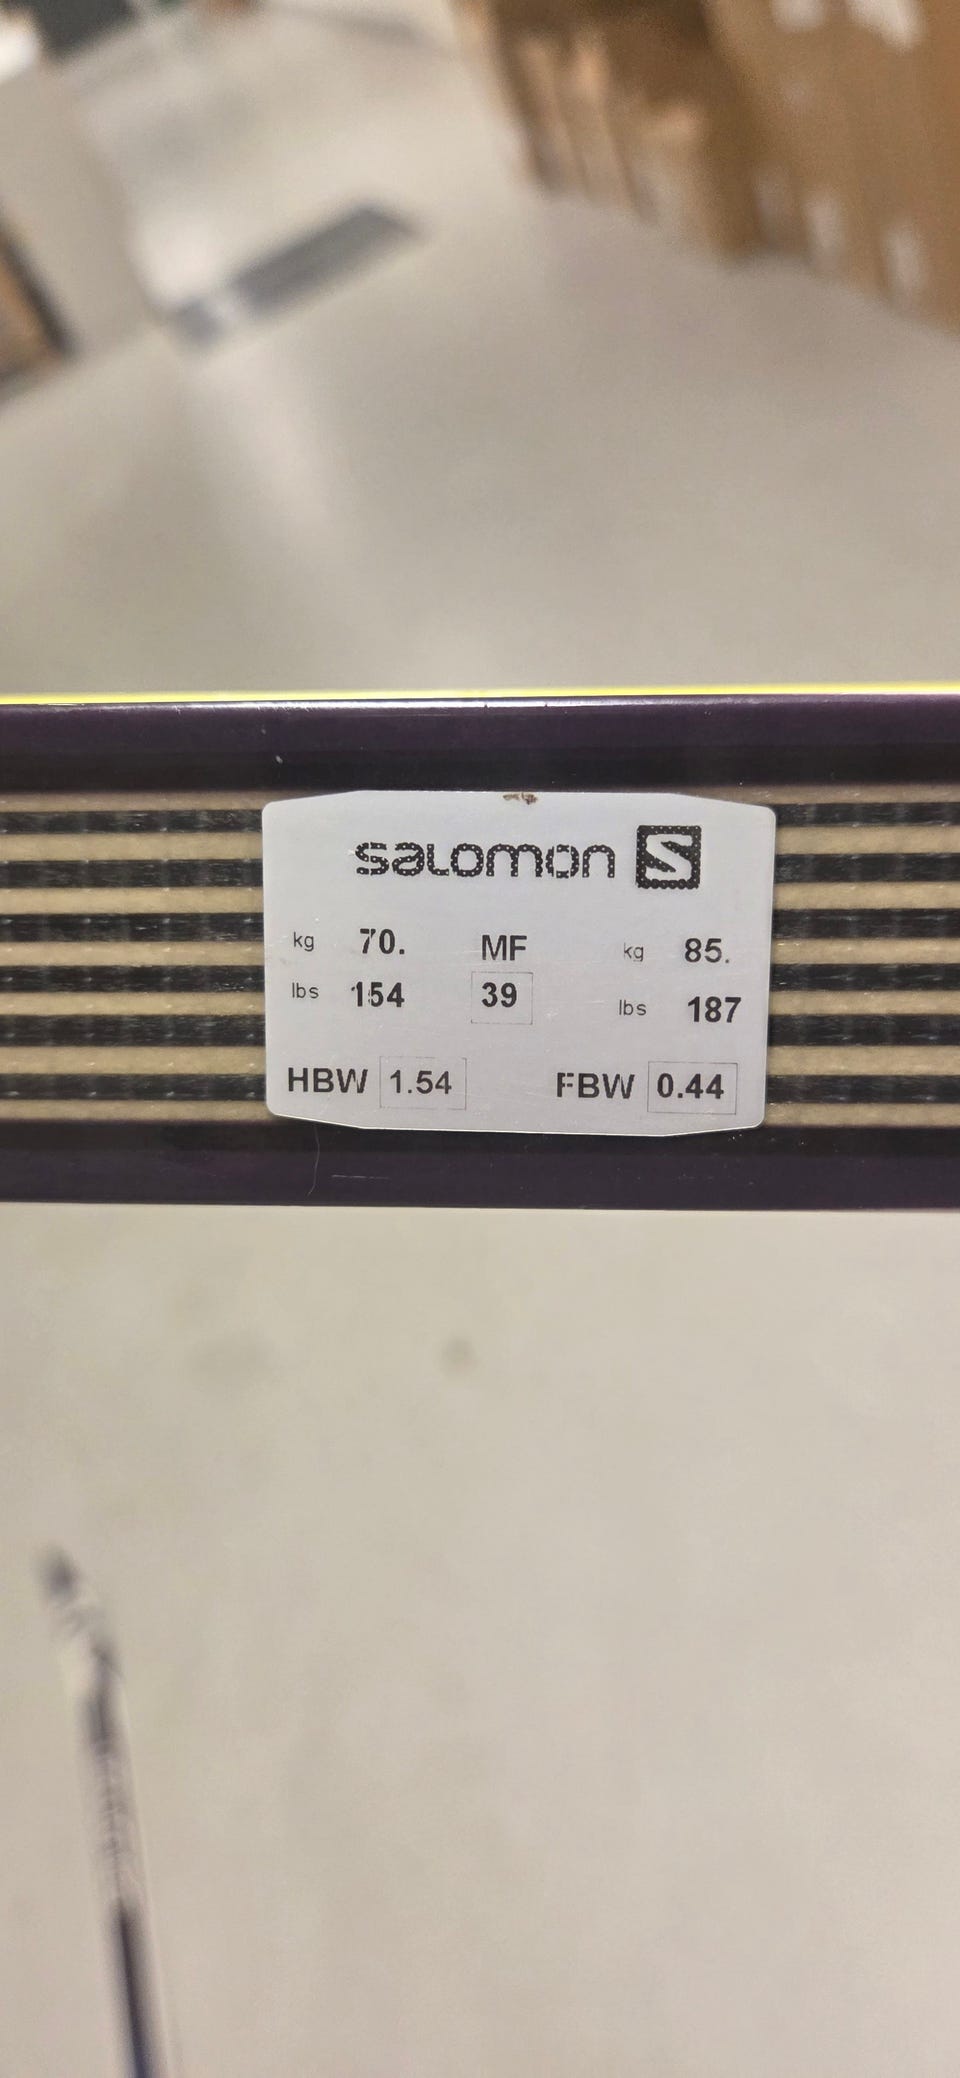 salomon S
kg 70. MF kg 85.
lbs 154 39 lbs 187
HBW 1.54 FBW 0.44